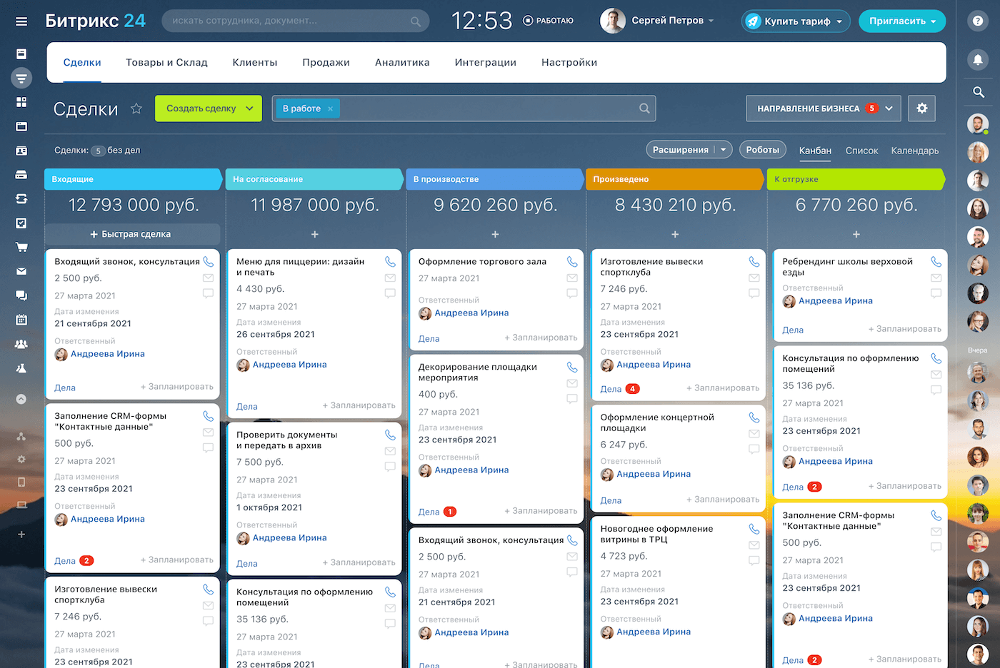 Битрикс 24
искать сотрудника, документ...
12:53
РАБОТАЮ
Сергей Петров
Купить тариф
Пригласить
?
Сделки
Товары и Склад
Клиенты
Продажи
Аналитика
Интеграции
Настройки
Сделки
Создать сделку
В работе ×
НАПРАВЛЕНИЕ БИЗНЕСА 5
Сделки: 5 без дел
Расширения
Роботы
Канбан
Список
Календарь
Входящие
12 793 000 руб.
+ Быстрая сделка
Входящий звонок, консультация
2 500 руб.
27 марта 2021
Дата изменения
21 сентября 2021
Ответственный
Андреева Ирина
Дела
+ Запланировать
Заполнение CRM-формы
"Контактные данные"
500 руб.
27 марта 2021
Дата изменения
23 сентября 2021
Ответственный
Андреева Ирина
Дела 2
+ Запланировать
Изготовление вывески
спортклуба
7 246 руб.
27 марта 2021
Дата изменения
23 сентября 2021
На согласование
11 987 000 руб.
+
Меню для пиццерии: дизайн
и печать
4 430 руб.
27 марта 2021
Дата изменения
26 сентября 2021
Ответственный
Андреева Ирина
Дела
+ Запланировать
Проверить документы
и передать в архив
7 500 руб.
27 марта 2021
Дата изменения
1 октября 2021
Ответственный
Андреева Ирина
Дела
+ Запланировать
Консультация по оформлению
помещений
35 136 руб.
27 марта 2021
Дата изменения
23 сентября 2021
В производстве
9 620 260 руб.
+
Оформление торгового зала
27 марта 2021
Ответственный
Андреева Ирина
Дела
+ Запланировать
Декорирование площадки
мероприятия
400 руб.
27 марта 2021
Дата изменения
23 сентября 2021
Ответственный
Андреева Ирина
Дела 1
+ Запланировать
Входящий звонок, консультация
2 500 руб.
27 марта 2021
Дата изменения
21 сентября 2021
Ответственный
Андреева Ирина
Дела
+ Запланировать
Произведено
8 430 210 руб.
+
Изготовление вывески
спортклуба
7 246 руб.
27 марта 2021
Дата изменения
23 сентября 2021
Ответственный
Андреева Ирина
Дела 4
+ Запланировать
Оформление концертной
площадки
6 247 руб.
Ответственный
Андреева Ирина
Дела
+ Запланировать
Новогоднее оформление
витрины в ТРЦ
4 723 руб.
27 марта 2021
Дата изменения
23 сентября 2021
Ответственный
Андреева Ирина
К отгрузке
6 770 260 руб.
+
Ребрендинг школы верховой
езды
Ответственный
Андреева Ирина
Дела
+ Запланировать
Консультация по оформлению
помещений
35 136 руб.
27 марта 2021
Дата изменения
23 сентября 2021
Ответственный
Андреева Ирина
Дела 2
+ Запланировать
Заполнение CRM-формы
"Контактные данные"
500 руб.
27 марта 2021
Дата изменения
23 сентября 2021
Ответственный
Андреева Ирина
Дела 2
+ Запланировать
Вчера